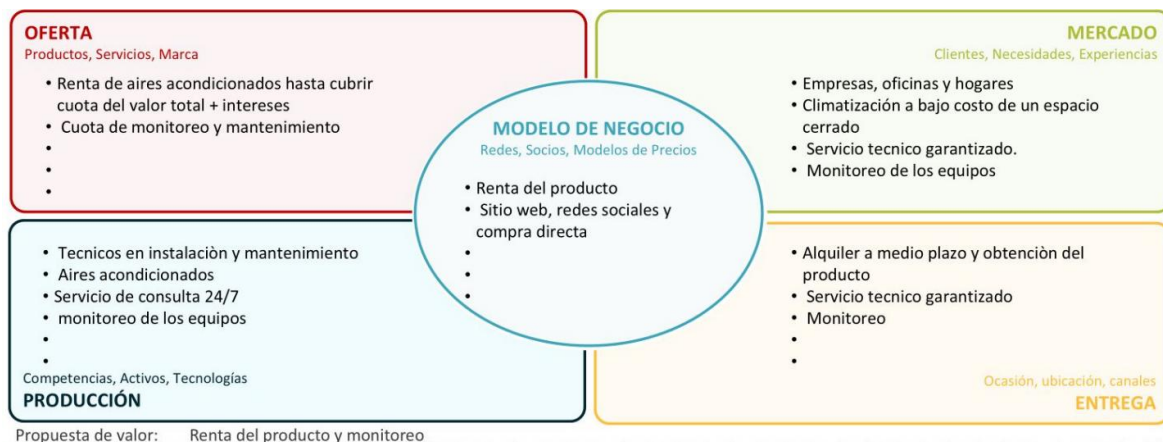 OFERTA
Productos, Servicios, Marca
• Renta de aires acondicionados hasta cubrir
cuota del valor total + intereses
• Cuota de monitoreo y mantenimiento
•
•
•
MERCADO
Clientes, Necesidades, Experiencias
• Empresas, oficinas y hogares
• Climatización a bajo costo de un espacio
cerrado
• Servicio tecnico garantizado.
• Monitoreo de los equipos
MODELO DE NEGOCIO
Redes, Socios, Modelos de Precios
• Renta del producto
• Sitio web, redes sociales y
compra directa
•
•
•
• Tecnicos en instalaciòn y mantenimiento
• Aires acondicionados
• Servicio de consulta 24/7
• monitoreo de los equipos
•
•
Competencias, Activos, Tecnologías
PRODUCCIÓN
• Alquiler a medio plazo y obtenciòn del
producto
• Servicio tecnico garantizado
• Monitoreo
•
•
Ocasión, ubicación, canales
ENTREGA
Propuesta de valor: Renta del producto y monitoreo